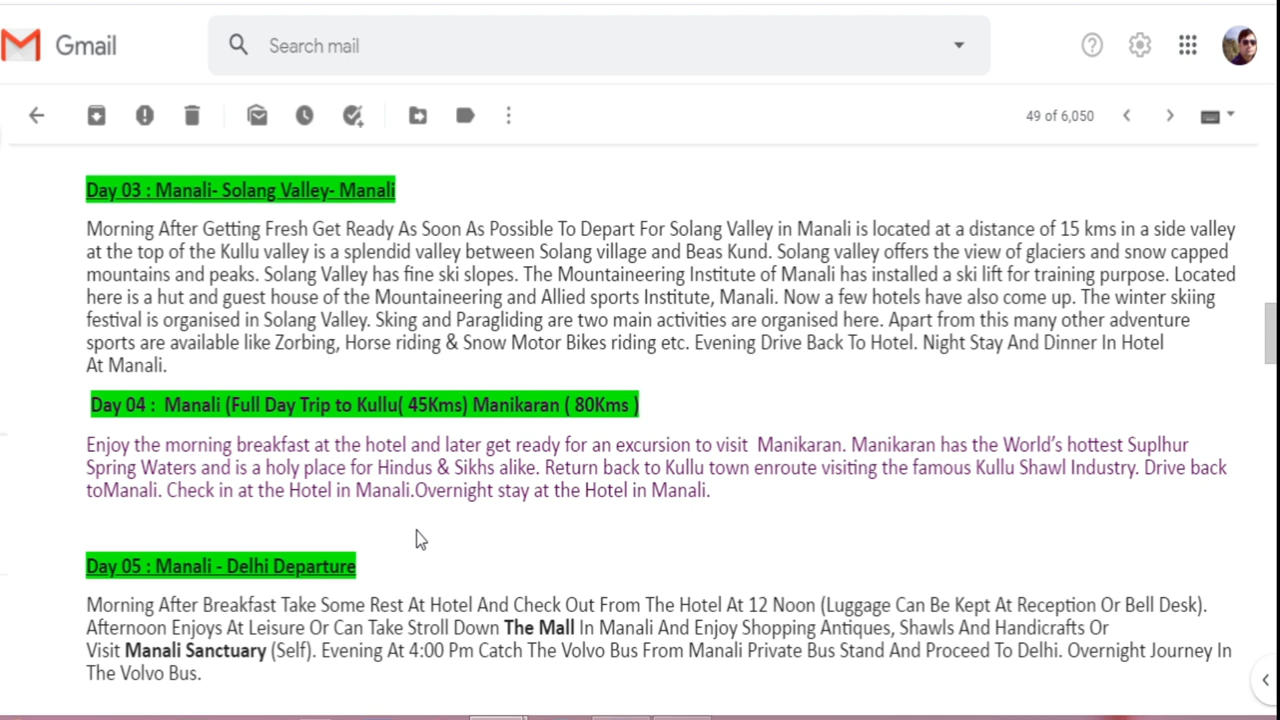 Gmail
Search mail
49 of 6,050
Day 03 : Manali- Solang Valley- Manali
Morning After Getting Fresh Get Ready As Soon As Possible To Depart For Solang Valley in Manali is located at a distance of 15 kms in a side valley
at the top of the Kullu valley is a splendid valley between Solang village and Beas Kund. Solang valley offers the view of glaciers and snow capped
mountains and peaks. Solang Valley has fine ski slopes. The Mountaineering Institute of Manali has installed a ski lift for training purpose. Located
here is a hut and guest house of the Mountaineering and Allied sports Institute, Manali. Now a few hotels have also come up. The winter skiing
festival is organised in Solang Valley. Sking and Paragliding are two main activities are organised here. Apart from this many other adventure
sports are available like Zorbing, Horse riding & Snow Motor Bikes riding etc. Evening Drive Back To Hotel. Night Stay And Dinner In Hotel
At Manali.
Day 04 :  Manali (Full Day Trip to Kullu( 45Kms) Manikaran ( 80Kms )
Enjoy the morning breakfast at the hotel and later get ready for an excursion to visit  Manikaran. Manikaran has the World’s hottest Suplhur
Spring Waters and is a holy place for Hindus & Sikhs alike. Return back to Kullu town enroute visiting the famous Kullu Shawl Industry. Drive back
toManali. Check in at the Hotel in Manali.Overnight stay at the Hotel in Manali.
Day 05 : Manali - Delhi Departure
Morning After Breakfast Take Some Rest At Hotel And Check Out From The Hotel At 12 Noon (Luggage Can Be Kept At Reception Or Bell Desk).
Afternoon Enjoys At Leisure Or Can Take Stroll Down The Mall In Manali And Enjoy Shopping Antiques, Shawls And Handicrafts Or
Visit Manali Sanctuary (Self). Evening At 4:00 Pm Catch The Volvo Bus From Manali Private Bus Stand And Proceed To Delhi. Overnight Journey In
The Volvo Bus.